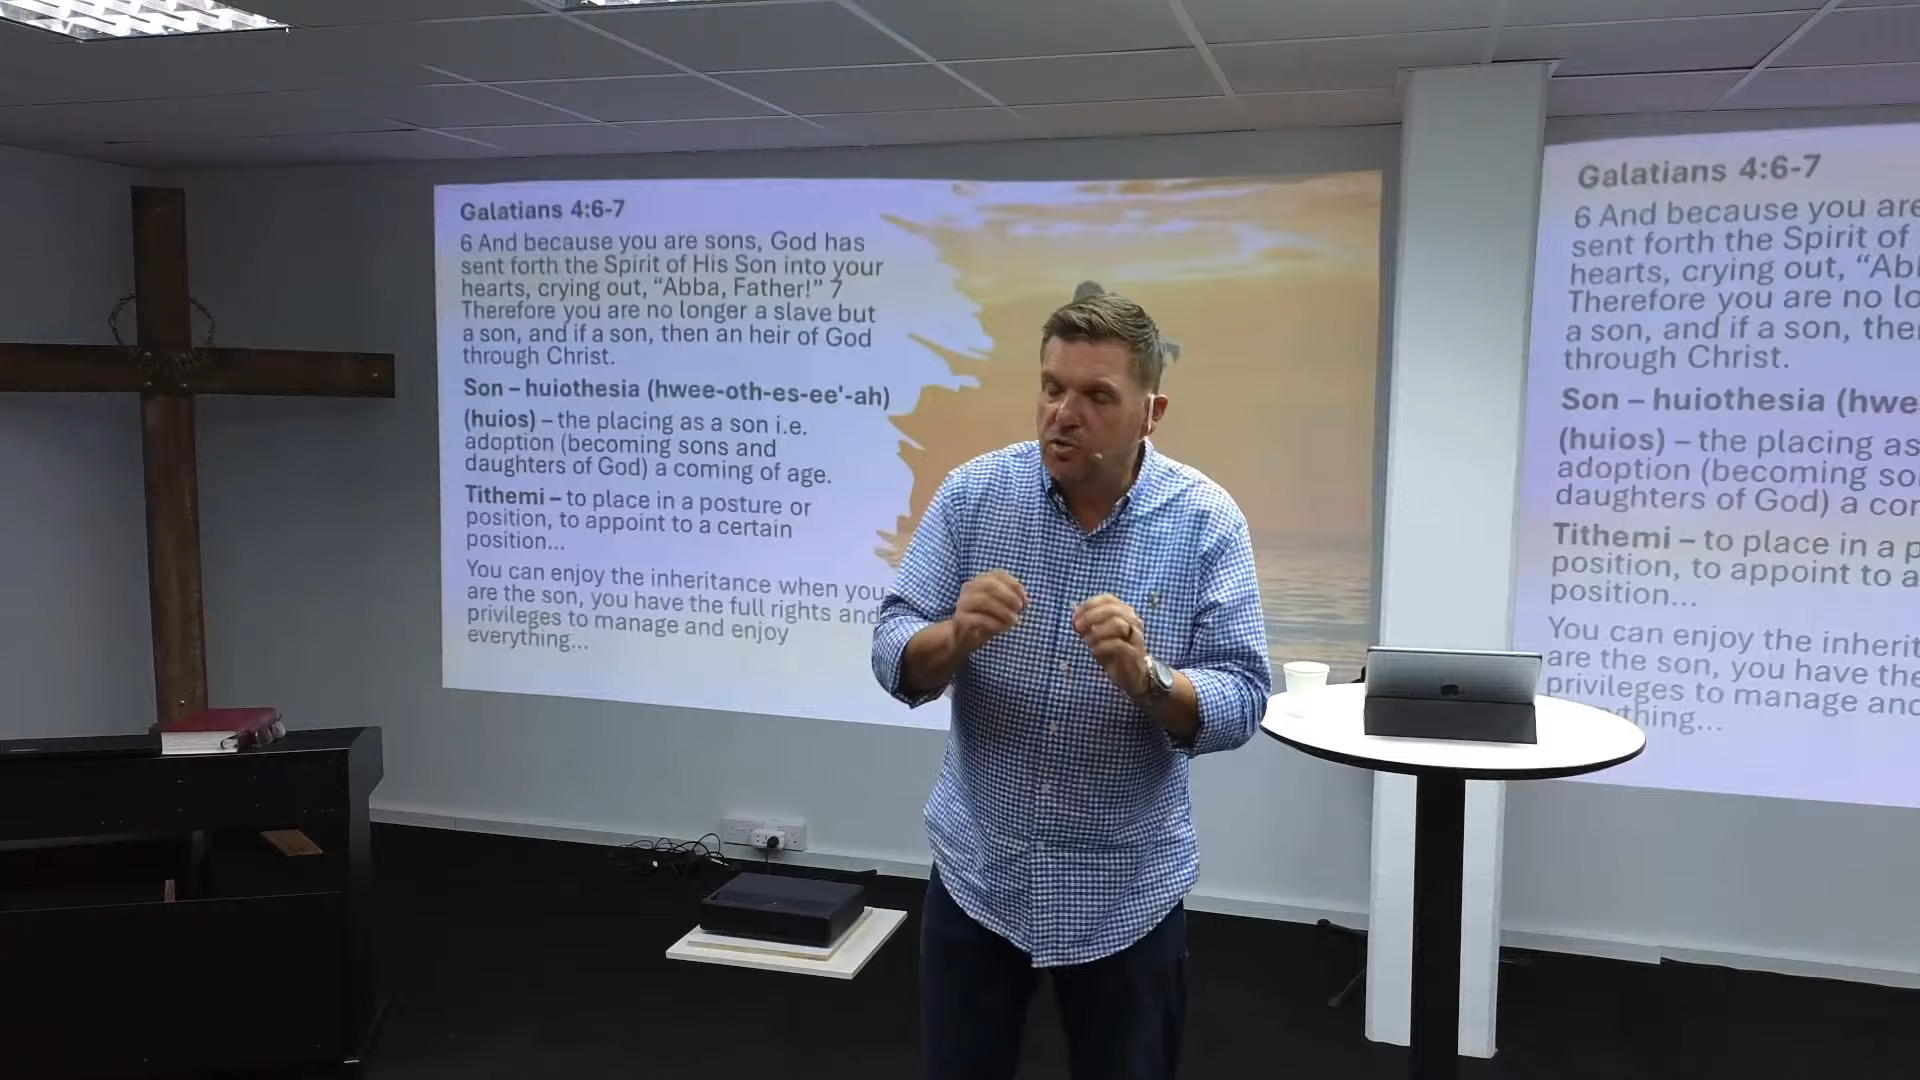 Galatians 4:6-7
6 And because you are sons, God has
sent forth the Spirit of His Son into your
hearts, crying out, “Abba, Father!” 7
Therefore you are no longer a slave but
a son, and if a son, then an heir of God
through Christ.
Son – huiothesia (hwee-oth-es-ee'-ah)
(huios) – the placing as a son i.e.
adoption (becoming sons and
daughters of God) a coming of age.
Tithemi – to place in a posture or
position, to appoint to a certain
position...
You can enjoy the inheritance when you
are the son, you have the full rights and
privileges to manage and enjoy
everything...
Galatians 4:6-7
6 And because you are
sent forth the Spirit of
hearts, crying out, “Ab
Therefore you are no lo
a son, and if a son, the
through Christ.
Son – huiothesia (hwe
(huios) – the placing as
adoption (becoming so
daughters of God) a co
Tithemi – to place in a p
position, to appoint to a
position...
You can enjoy the inherit
are the son, you have the
privileges to manage and
thing...